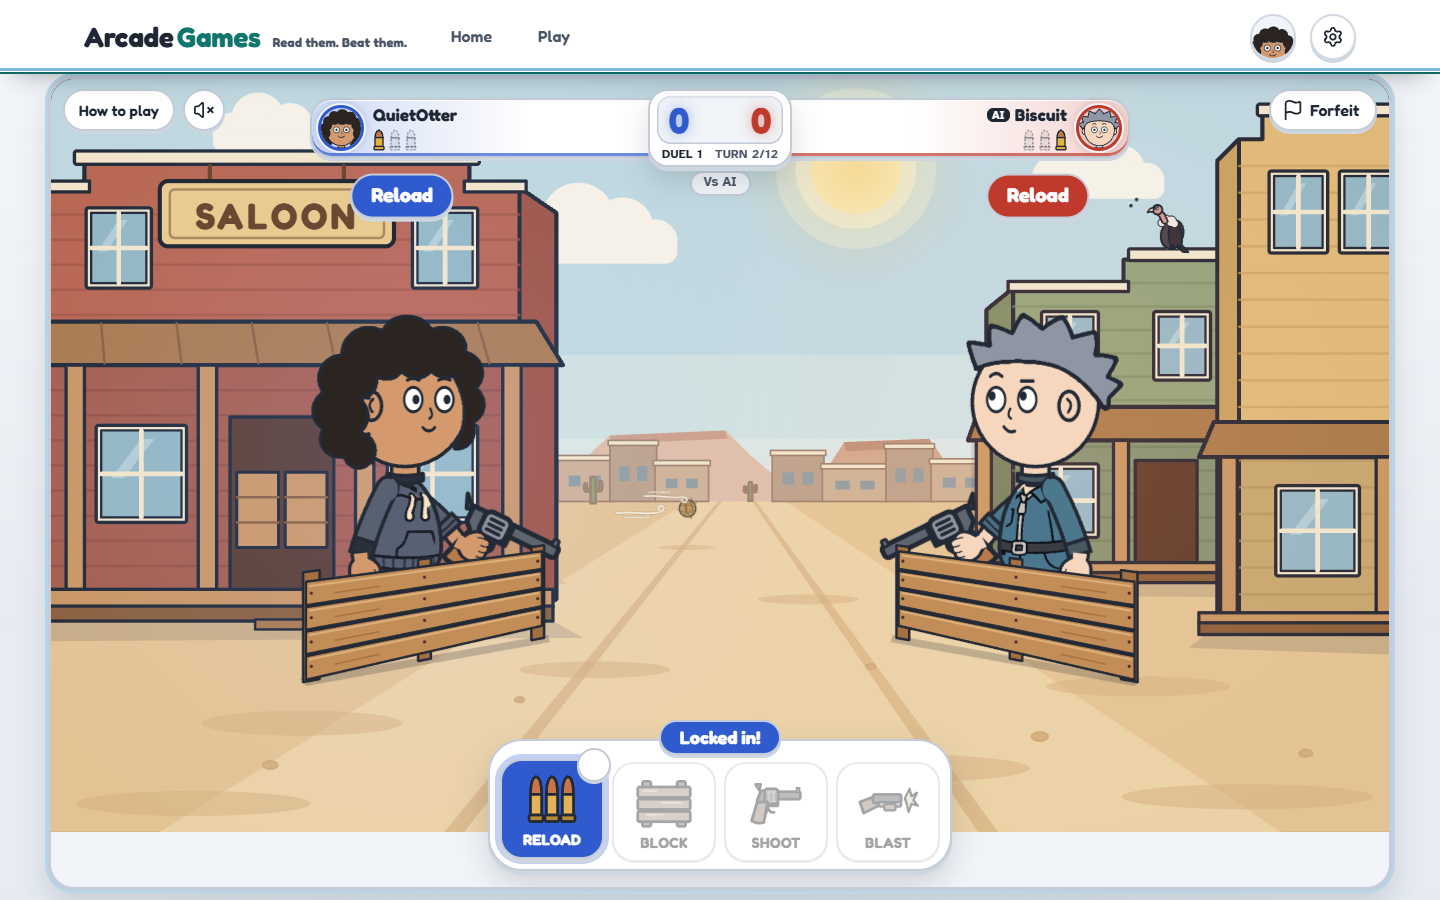 Arcade Games Read them. Beat them. Home Play
How to play
QuietOtter
0 0
AI Biscuit
Forfeit
DUEL 1 TURN 2/12
Vs AI
Reload
Reload
SALOON
Locked in!
RELOAD
BLOCK
SHOOT
BLAST